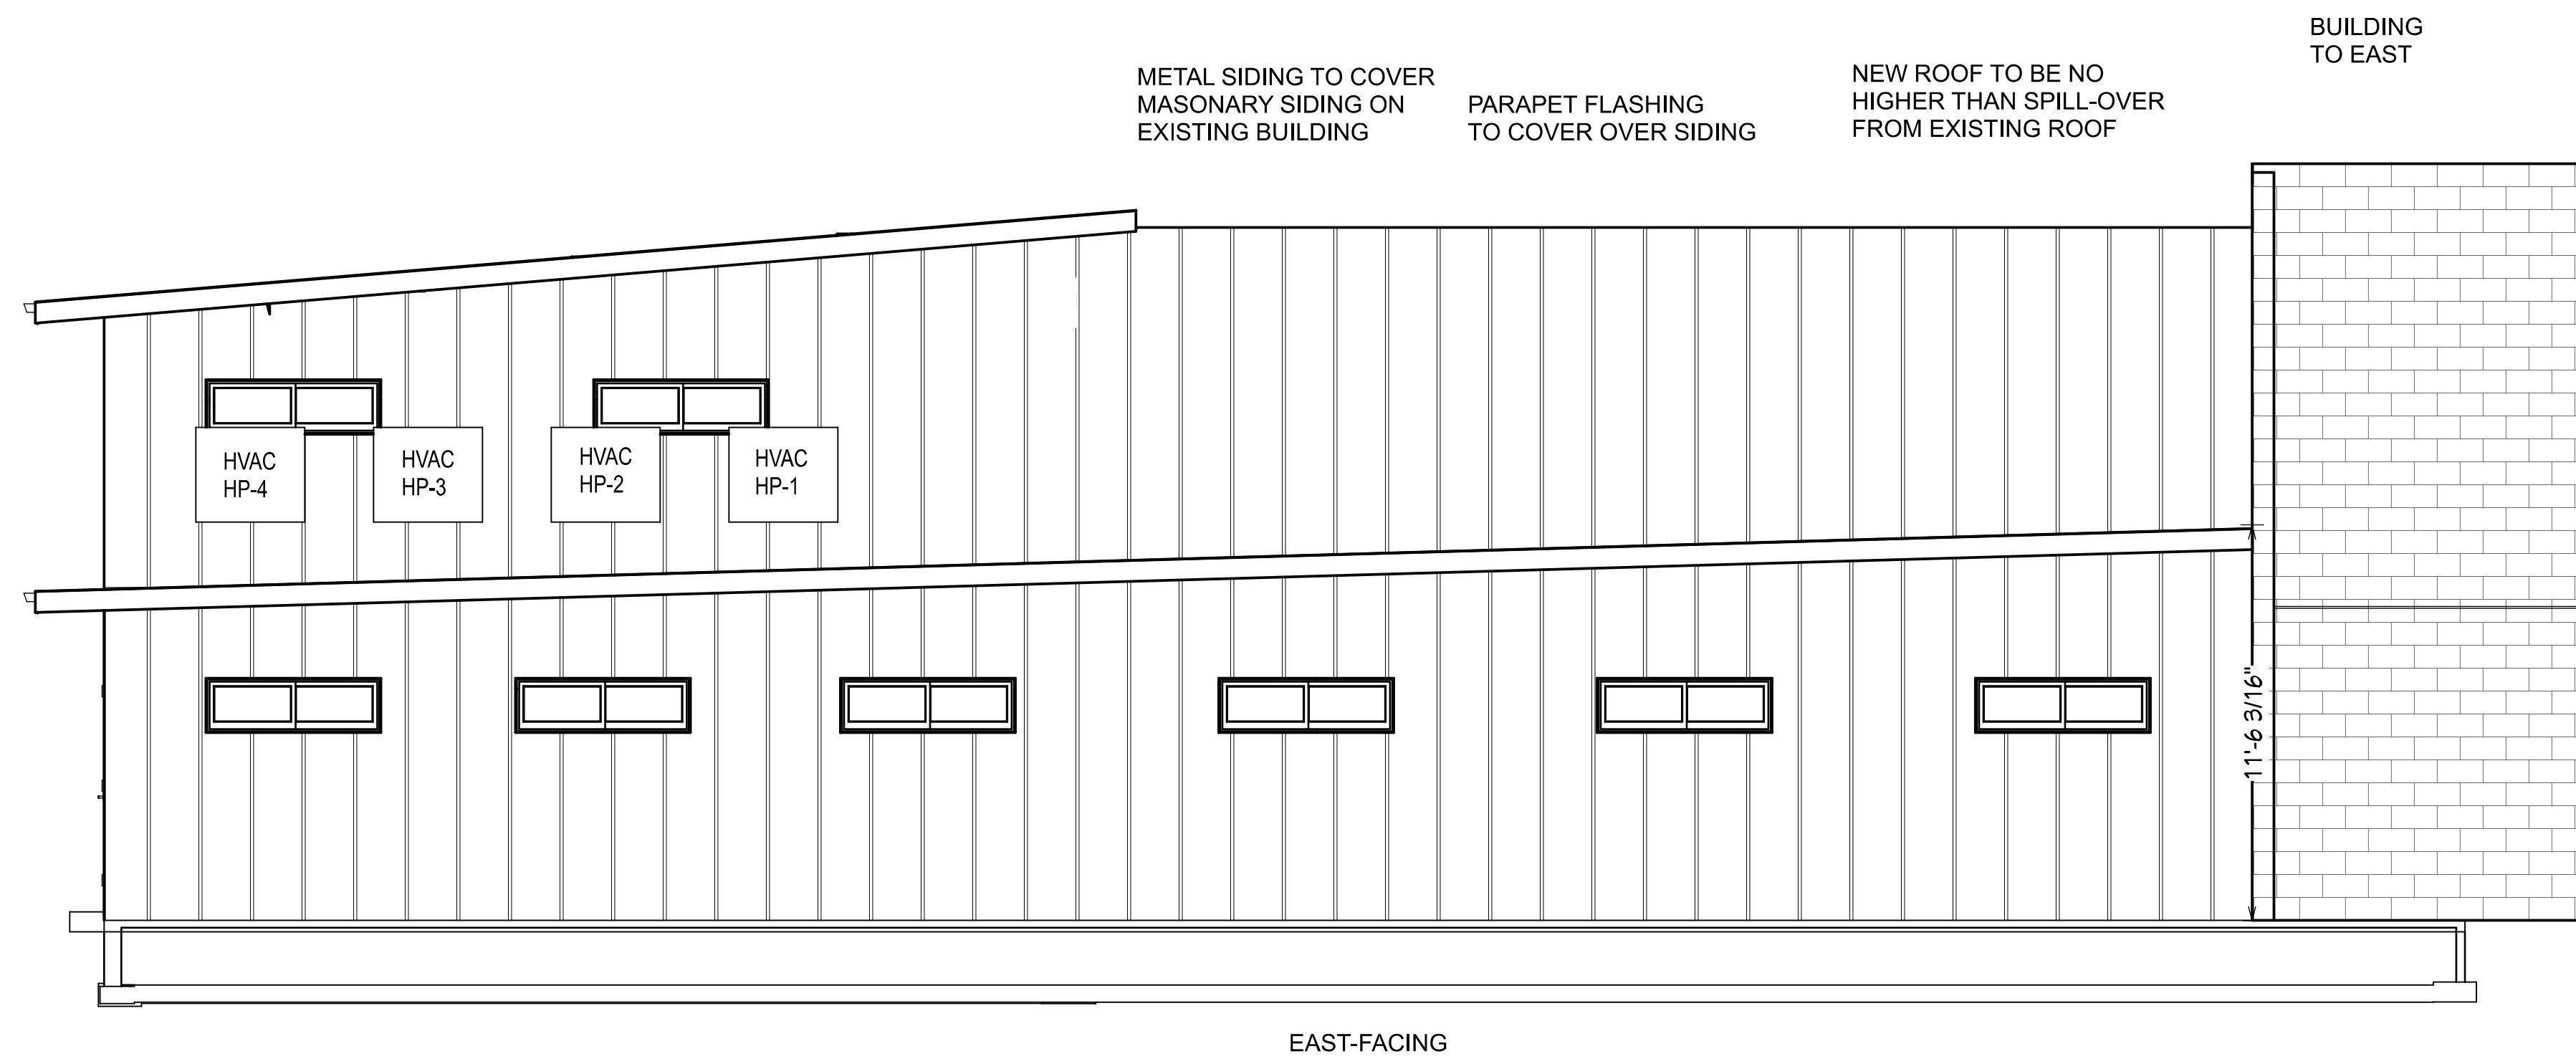 BUILDING
TO EAST
METAL SIDING TO COVER
MASONARY SIDING ON
EXISTING BUILDING
PARAPET FLASHING
TO COVER OVER SIDING
NEW ROOF TO BE NO
HIGHER THAN SPILL-OVER
FROM EXISTING ROOF
HVAC
HP-4
HVAC
HP-3
HVAC
HP-2
HVAC
HP-1
11'-6 3/16"
EAST-FACING